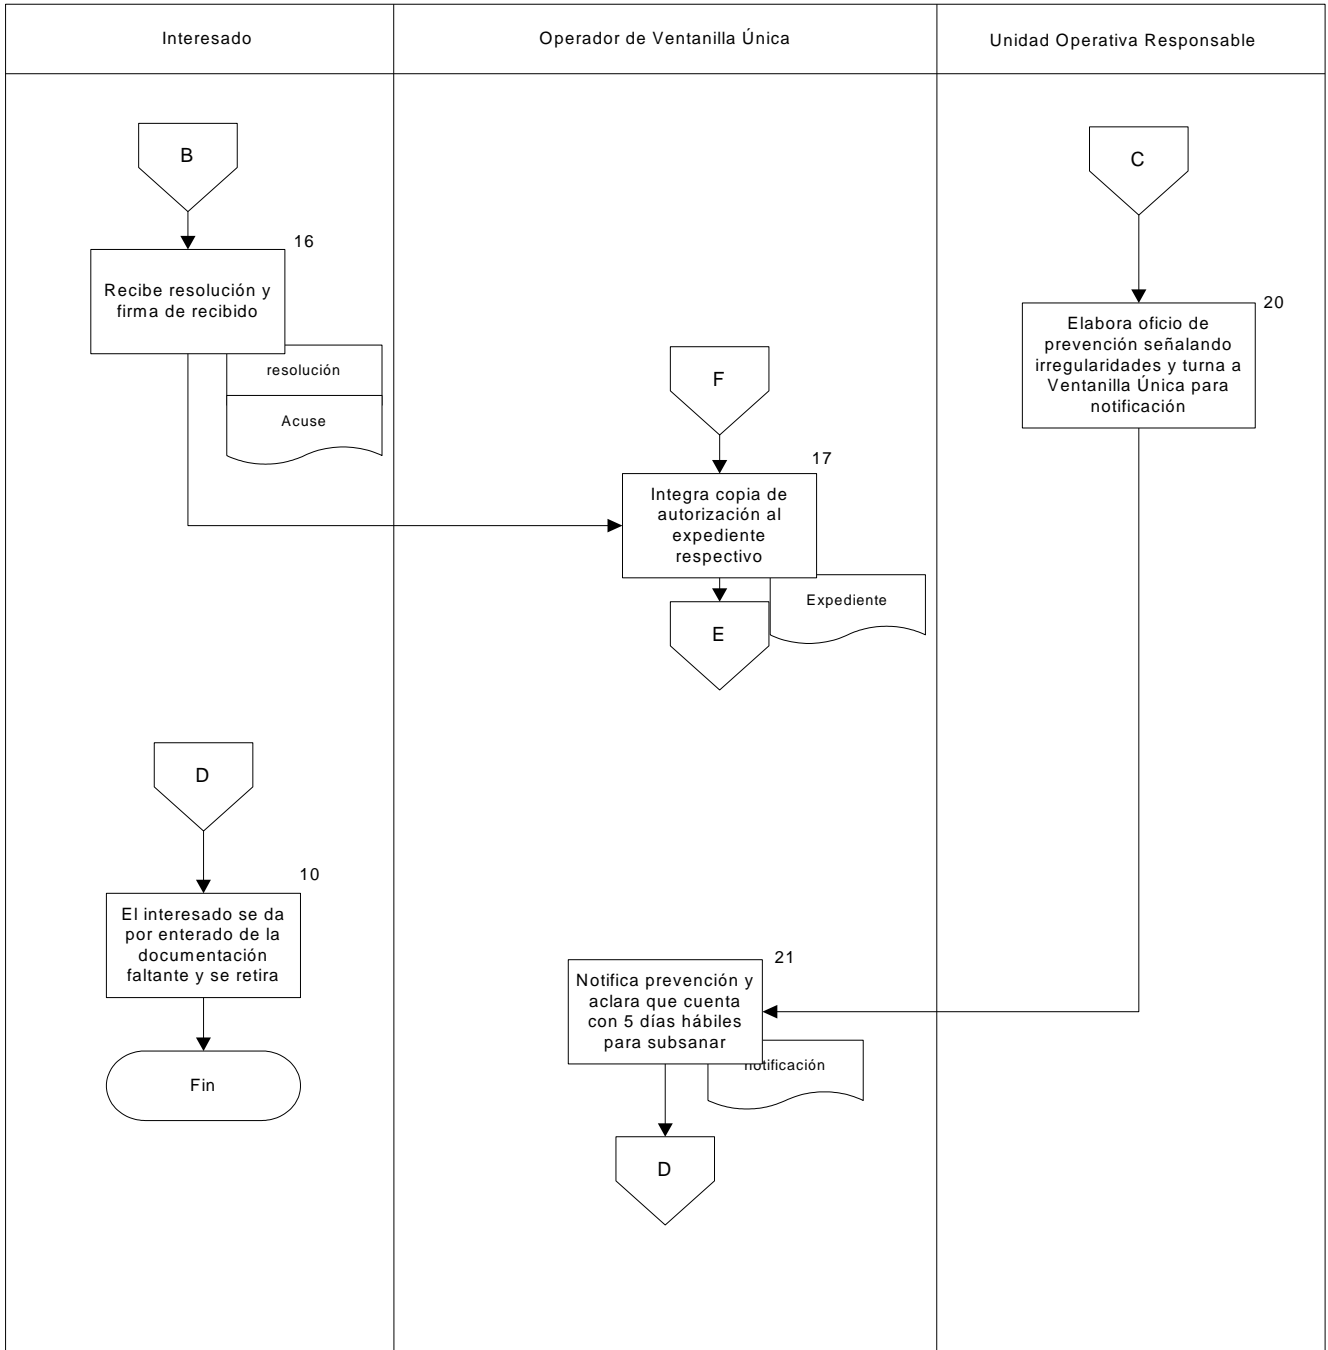 Interesado
Operador de Ventanilla Única
Unidad Operativa Responsable
B
16
Recibe resolución y
firma de recibido
resolución
Acuse
C
20
Elabora oficio de
prevención señalando
irregularidades y turna a
Ventanilla Única para
notificación
F
17
Integra copia de
autorización al
expediente
respectivo
Expediente
E
D
10
El interesado se da
por enterado de la
documentación
faltante y se retira
Fin
21
Notifica prevención y
aclara que cuenta
con 5 días hábiles
para subsanar
notificación
D